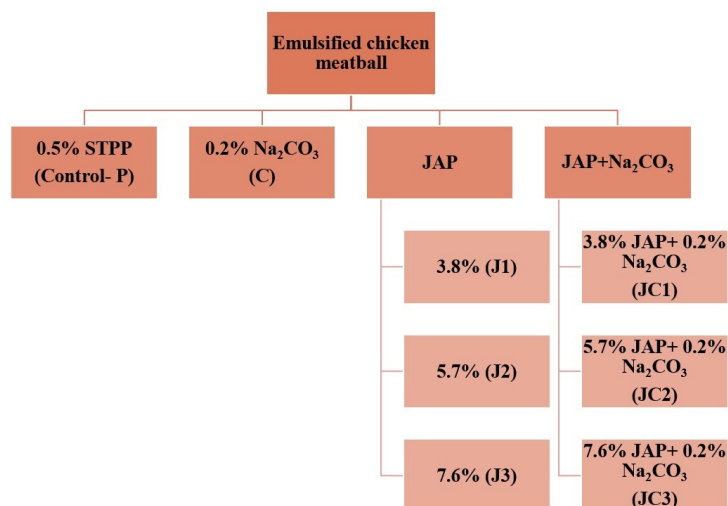 Emulsified chicken
meatball
0.5% STPP
(Control- P)
0.2% Na₂CO₃
(C)
JAP
JAP+Na₂CO₃
3.8% (J1)
5.7% (J2)
7.6% (J3)
3.8% JAP+ 0.2%
Na₂CO₃
(JC1)
5.7% JAP+ 0.2%
Na₂CO₃
(JC2)
7.6% JAP+ 0.2%
Na₂CO₃
(JC3)